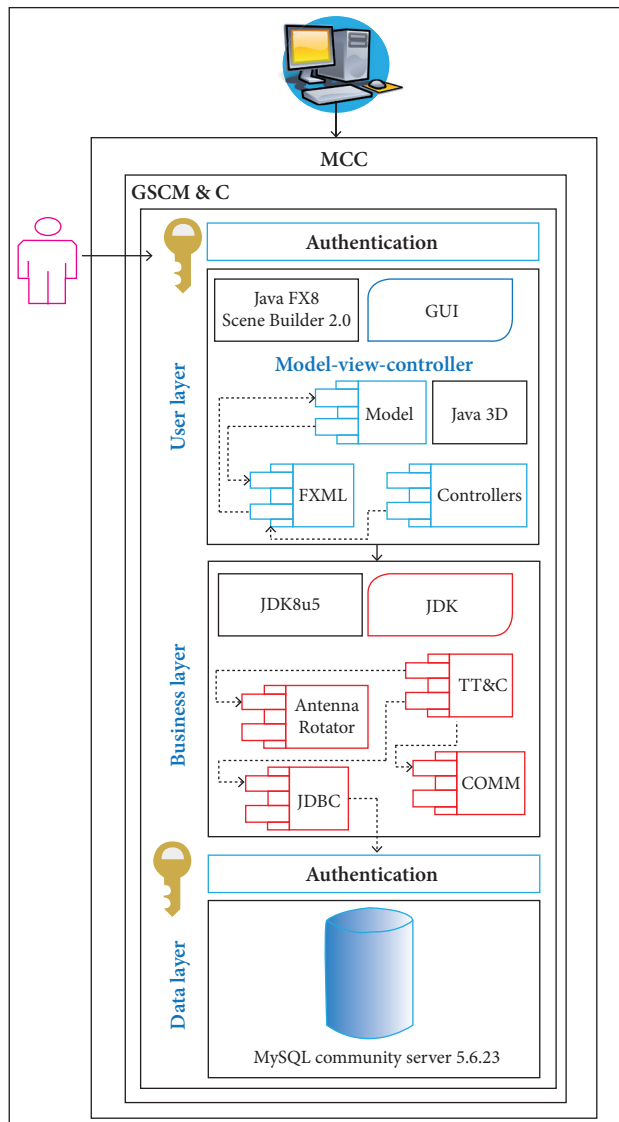 MCC
GSCM & C
Authentication
User layer
Java FX8
Scene Builder 2.0
GUI
Model-view-controller
Model
Java 3D
FXML
Controllers
Business layer
JDK8u5
JDK
TT&C
Antenna
Rotator
JDBC
COMM
Authentication
Data layer
MySQL community server 5.6.23